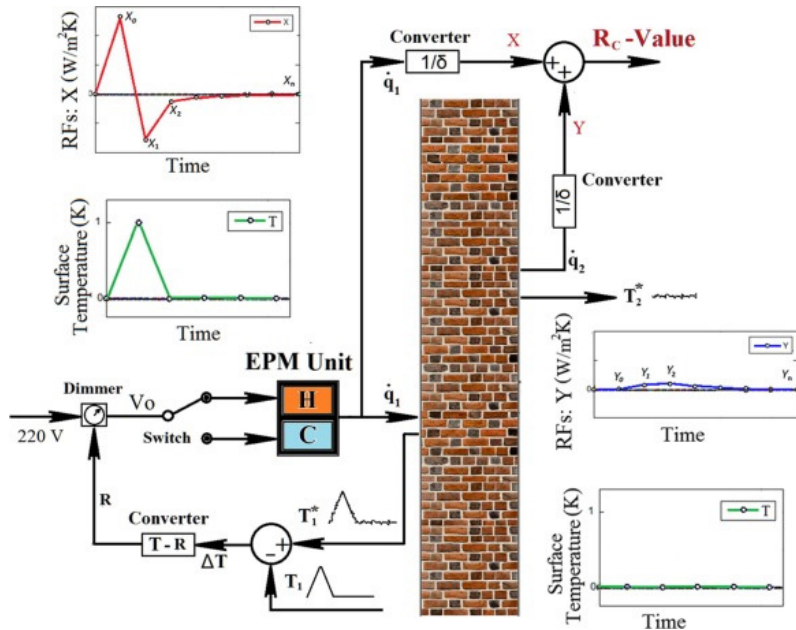 X
X₀
X₁
X₂
Xₙ
RFs: X (W/m²K)
Time
T
1
0
Surface
Temperature (K)
Time
Converter
1/δ
q̇₁
X
R_C -Value
+
+
Y
1/δ
Converter
q̇₂
T₂*
EPM Unit
H
C
q̇₁
Dimmer
Vo
220 V
Switch
R
Converter
T - R
ΔT
T₁*
+
-
T₁
Y
Y₀
Y₁
Y₂
Yₙ
0
RFs: Y (W/m²K)
Time
T
1
0
Surface
Temperature (K)
Time